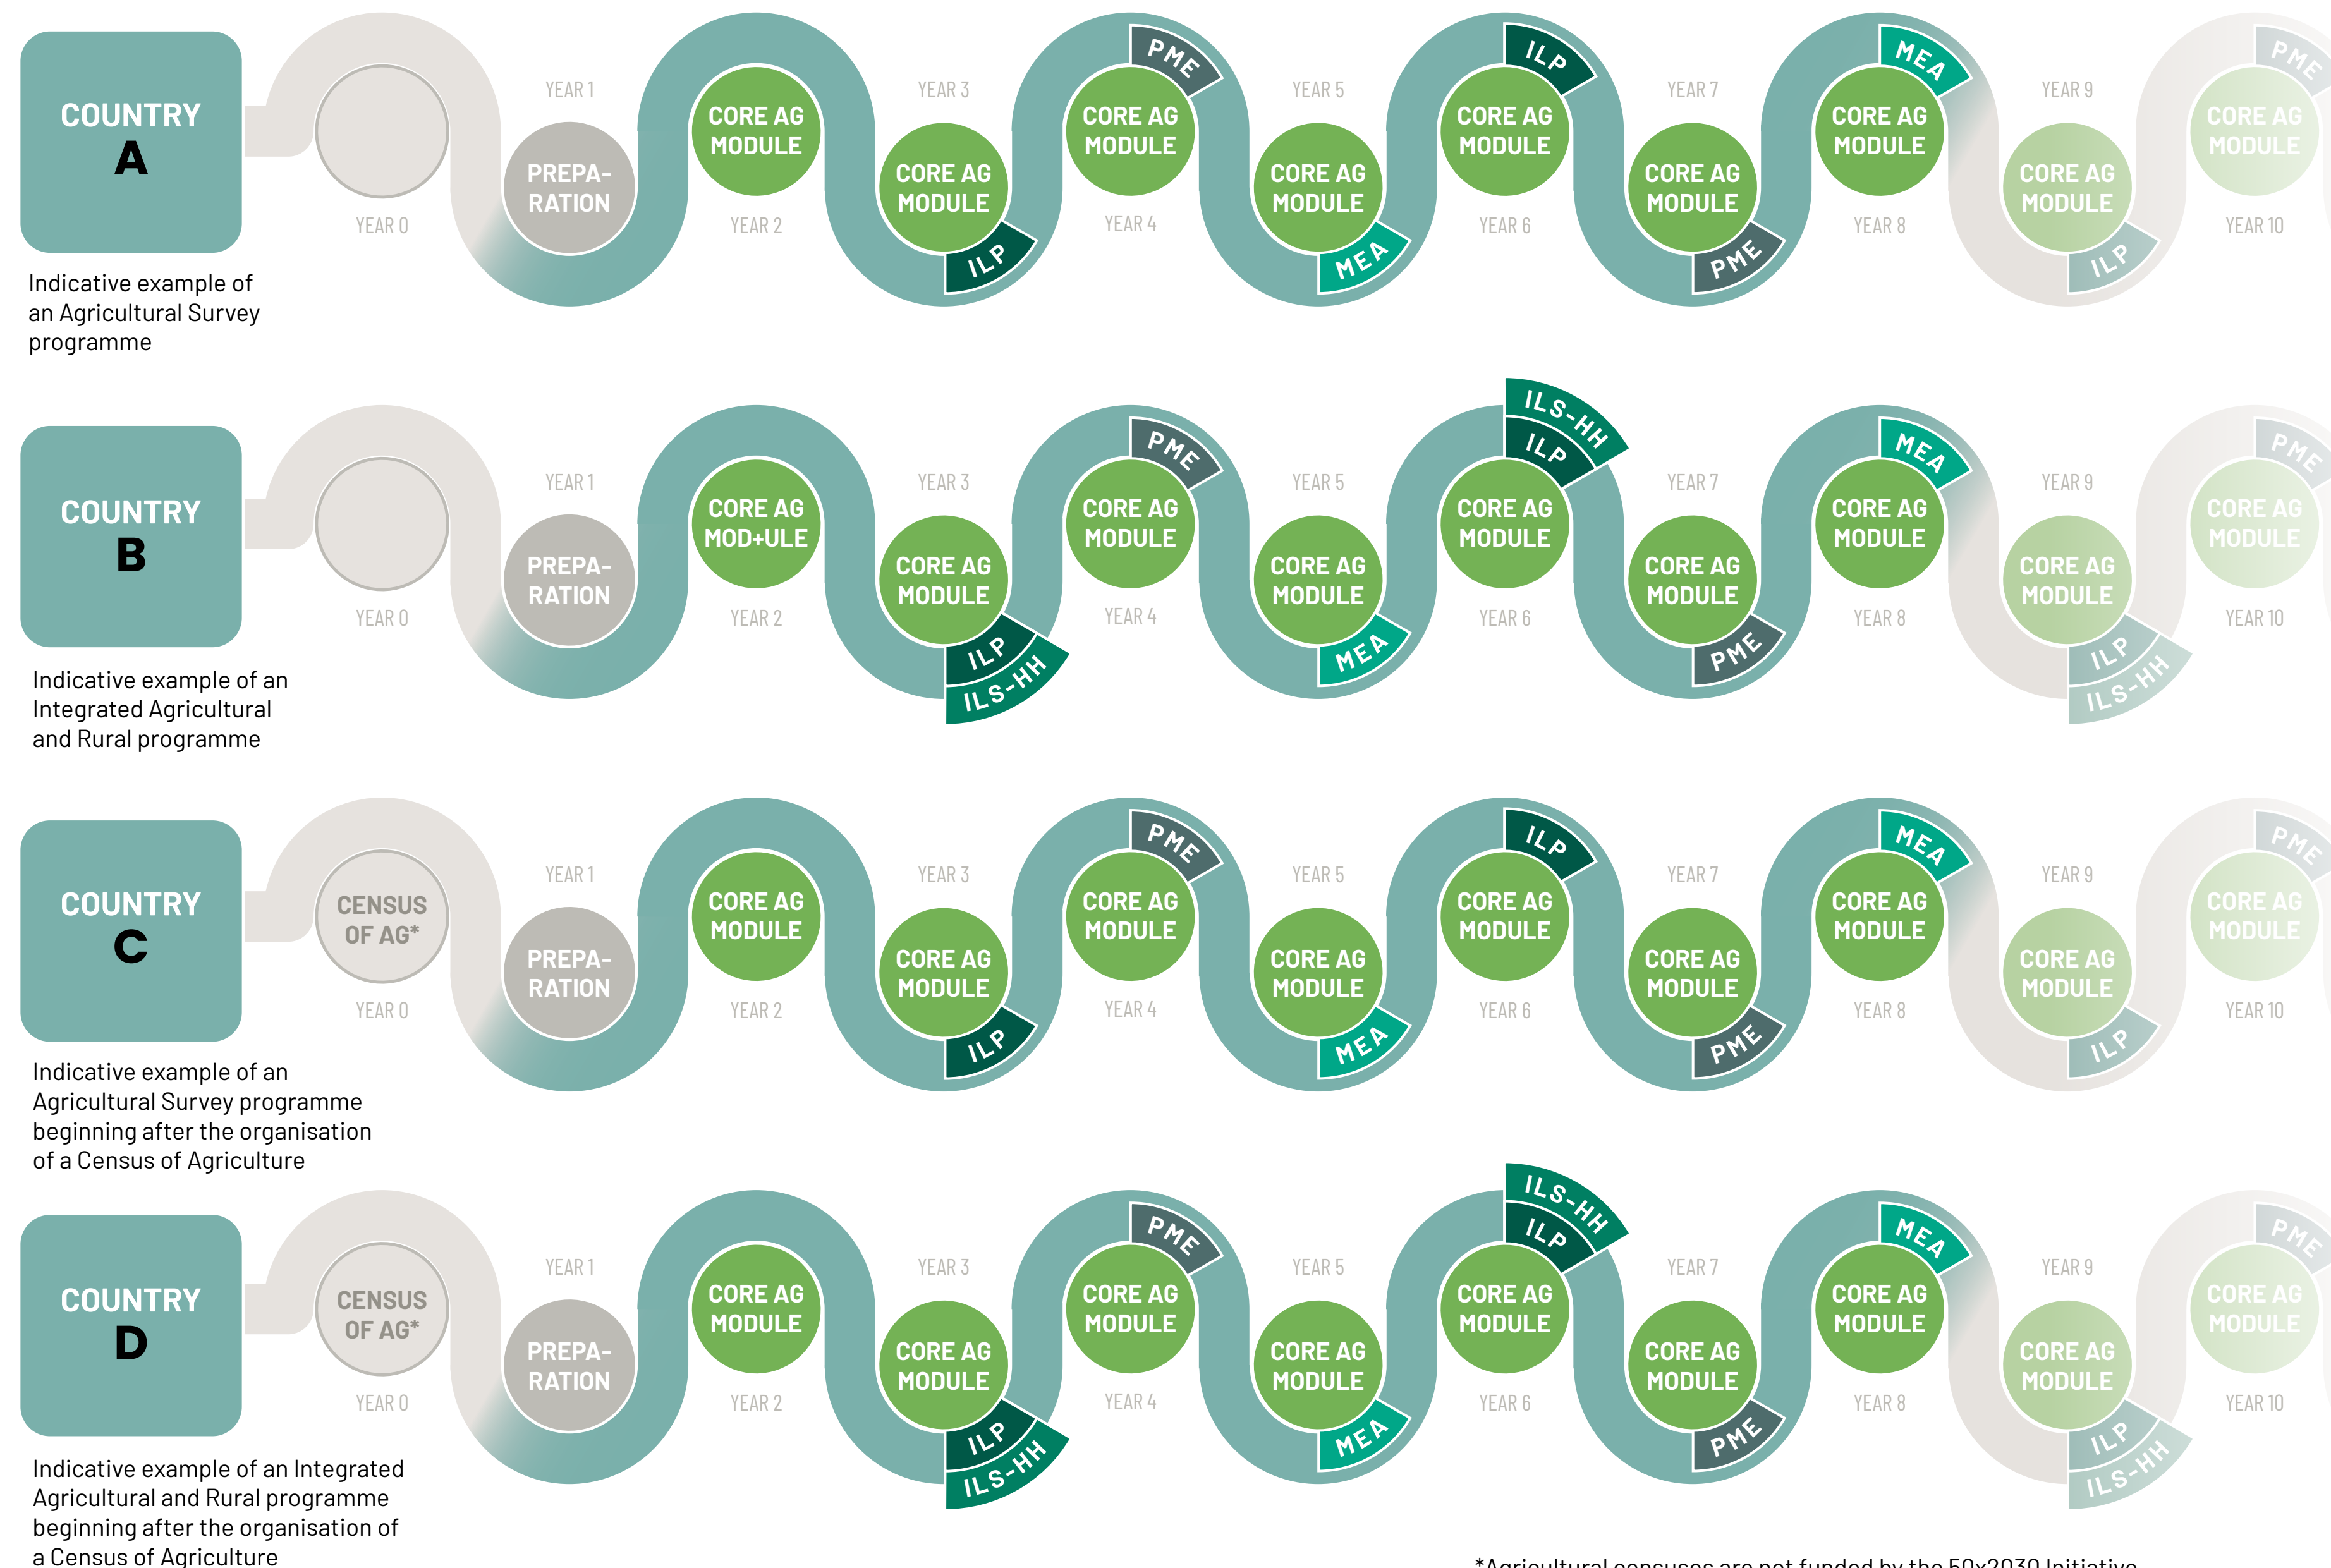 COUNTRY
A
Indicative example of
an Agricultural Survey
programme
YEAR 0
YEAR 1
PREPA-
RATION
CORE AG
MODULE
YEAR 2
YEAR 3
CORE AG
MODULE
ILP
PME
CORE AG
MODULE
YEAR 4
YEAR 5
CORE AG
MODULE
MEA
ILP
CORE AG
MODULE
YEAR 6
YEAR 7
CORE AG
MODULE
PME
MEA
CORE AG
MODULE
YEAR 8
YEAR 9
CORE AG
MODULE
ILP
PME
CORE AG
MODULE
YEAR 10
COUNTRY
B
Indicative example of an
Integrated Agricultural
and Rural programme
YEAR 0
YEAR 1
PREPA-
RATION
CORE AG
MOD+ULE
YEAR 2
YEAR 3
CORE AG
MODULE
ILP
ILS-HH
PME
CORE AG
MODULE
YEAR 4
YEAR 5
CORE AG
MODULE
MEA
ILS-HH
ILP
CORE AG
MODULE
YEAR 6
YEAR 7
CORE AG
MODULE
PME
MEA
CORE AG
MODULE
YEAR 8
YEAR 9
CORE AG
MODULE
ILP
ILS-HH
PME
CORE AG
MODULE
YEAR 10
COUNTRY
C
Indicative example of an
Agricultural Survey programme
beginning after the organisation
of a Census of Agriculture
CENSUS
OF AG*
YEAR 0
YEAR 1
PREPA-
RATION
CORE AG
MODULE
YEAR 2
YEAR 3
CORE AG
MODULE
ILP
PME
CORE AG
MODULE
YEAR 4
YEAR 5
CORE AG
MODULE
MEA
ILP
CORE AG
MODULE
YEAR 6
YEAR 7
CORE AG
MODULE
PME
MEA
CORE AG
MODULE
YEAR 8
YEAR 9
CORE AG
MODULE
ILP
PME
CORE AG
MODULE
YEAR 10
COUNTRY
D
Indicative example of an Integrated
Agricultural and Rural programme
beginning after the organisation of
a Census of Agriculture
CENSUS
OF AG*
YEAR 0
YEAR 1
PREPA-
RATION
CORE AG
MODULE
YEAR 2
YEAR 3
CORE AG
MODULE
ILP
ILS-HH
PME
CORE AG
MODULE
YEAR 4
YEAR 5
CORE AG
MODULE
MEA
ILS-HH
ILP
CORE AG
MODULE
YEAR 6
YEAR 7
CORE AG
MODULE
PME
MEA
CORE AG
MODULE
YEAR 8
YEAR 9
CORE AG
MODULE
ILP
ILS-HH
PME
CORE AG
MODULE
YEAR 10
*Agricultural censuses are not funded by the 50x2030 Initiative